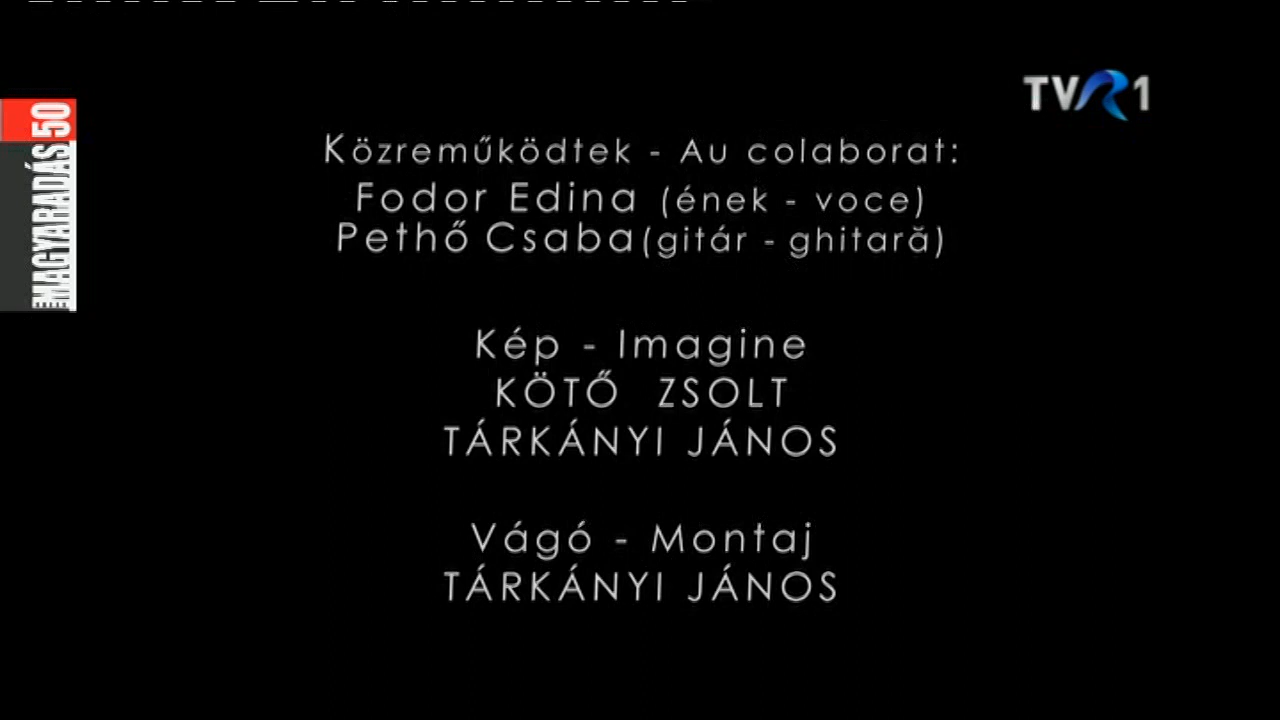 TVR1
MAGYARADÁS 50
Közreműködtek - Au colaborat:
Fodor Edina (ének - voce)
Pethő Csaba (gitár - ghitară)
Kép - Imagine
KÖTŐ ZSOLT
TÁRKÁNYI JÁNOS
Vágó - Montaj
TÁRKÁNYI JÁNOS